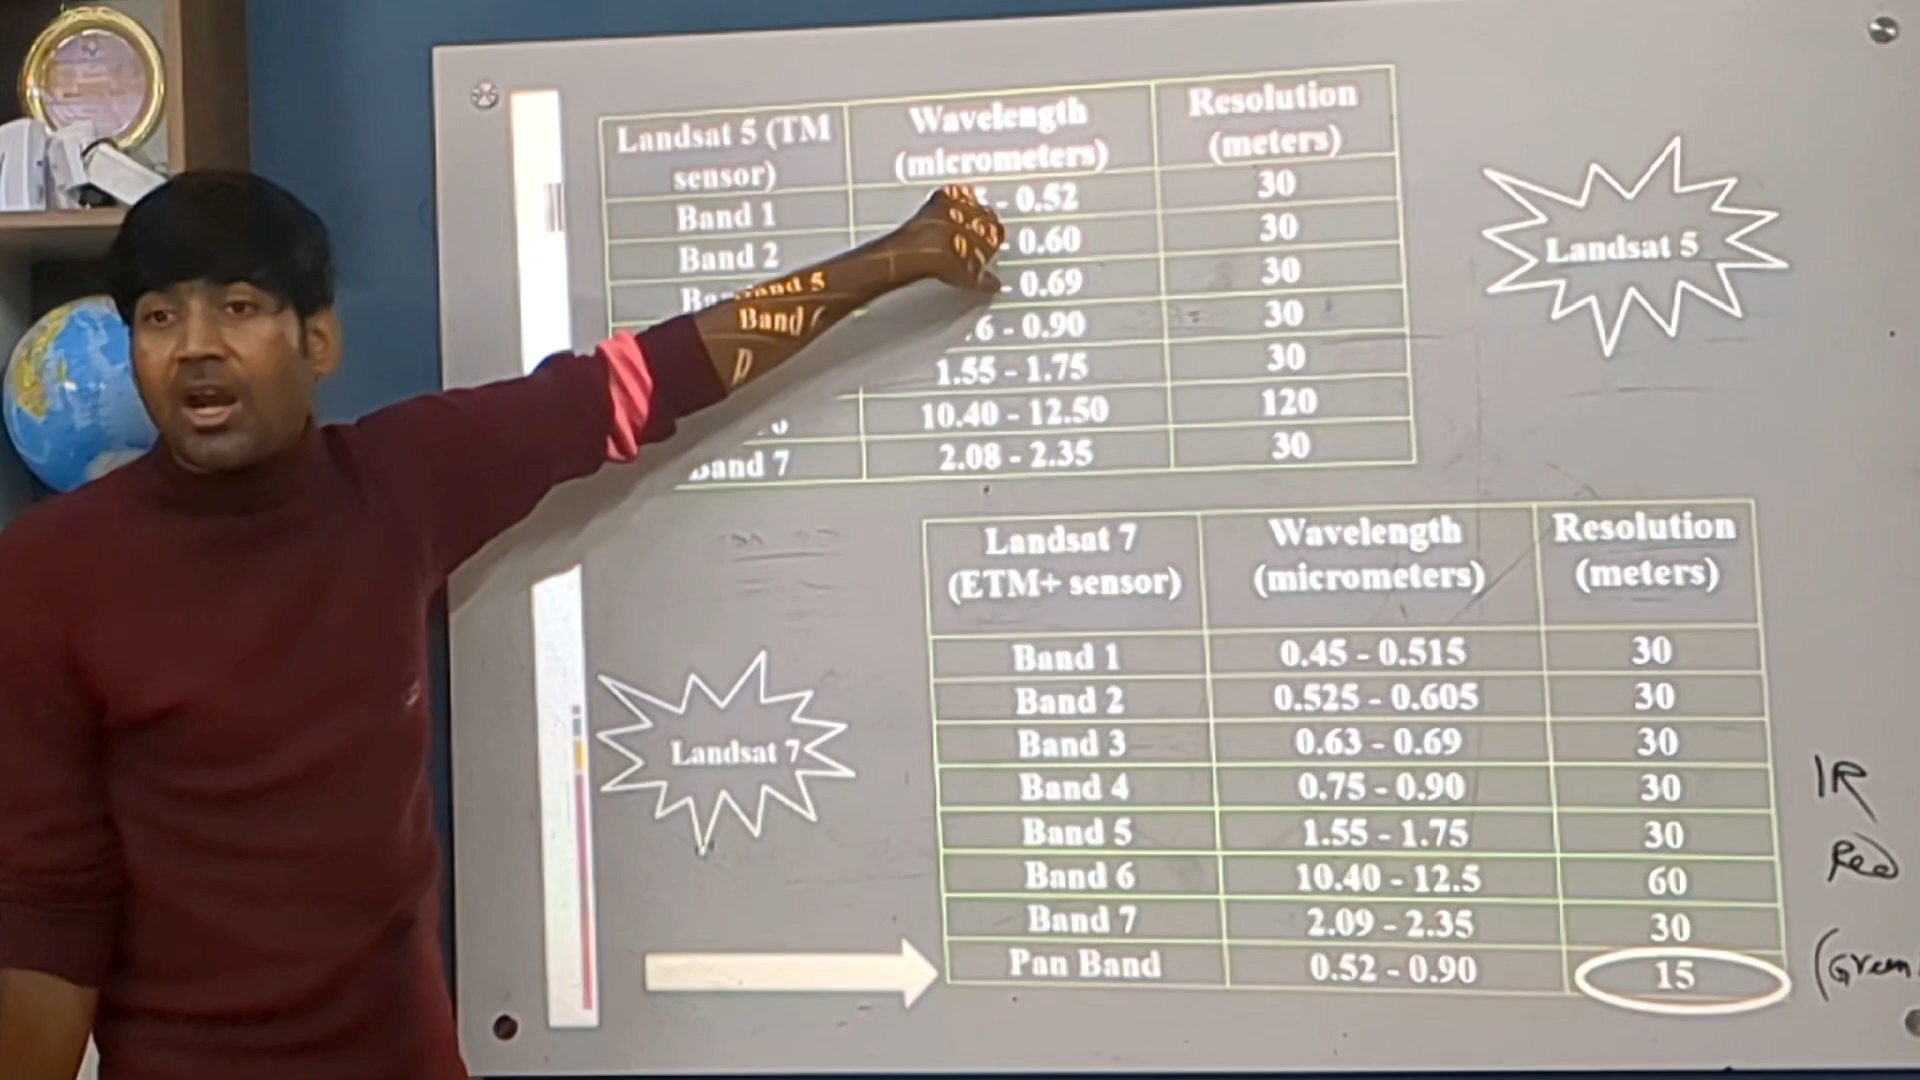 Landsat 5 (TM sensor) Wavelength (micrometers) Resolution (meters)
Band 1 - 0.52 30
Band 2 - 0.60 30
- 0.69 30
- 0.90 30
1.55 - 1.75 30
10.40 - 12.50 120
Band 7 2.08 - 2.35 30
Band
0.63
Landsat 5
Landsat 7 (ETM+ sensor) Wavelength (micrometers) Resolution (meters)
Band 1 0.45 - 0.515 30
Band 2 0.525 - 0.605 30
Band 3 0.63 - 0.69 30
Band 4 0.75 - 0.90 30
Band 5 1.55 - 1.75 30
Band 6 10.40 - 12.5 60
Band 7 2.09 - 2.35 30
Pan Band 0.52 - 0.90 15
Landsat 7
IR
Red
(Green